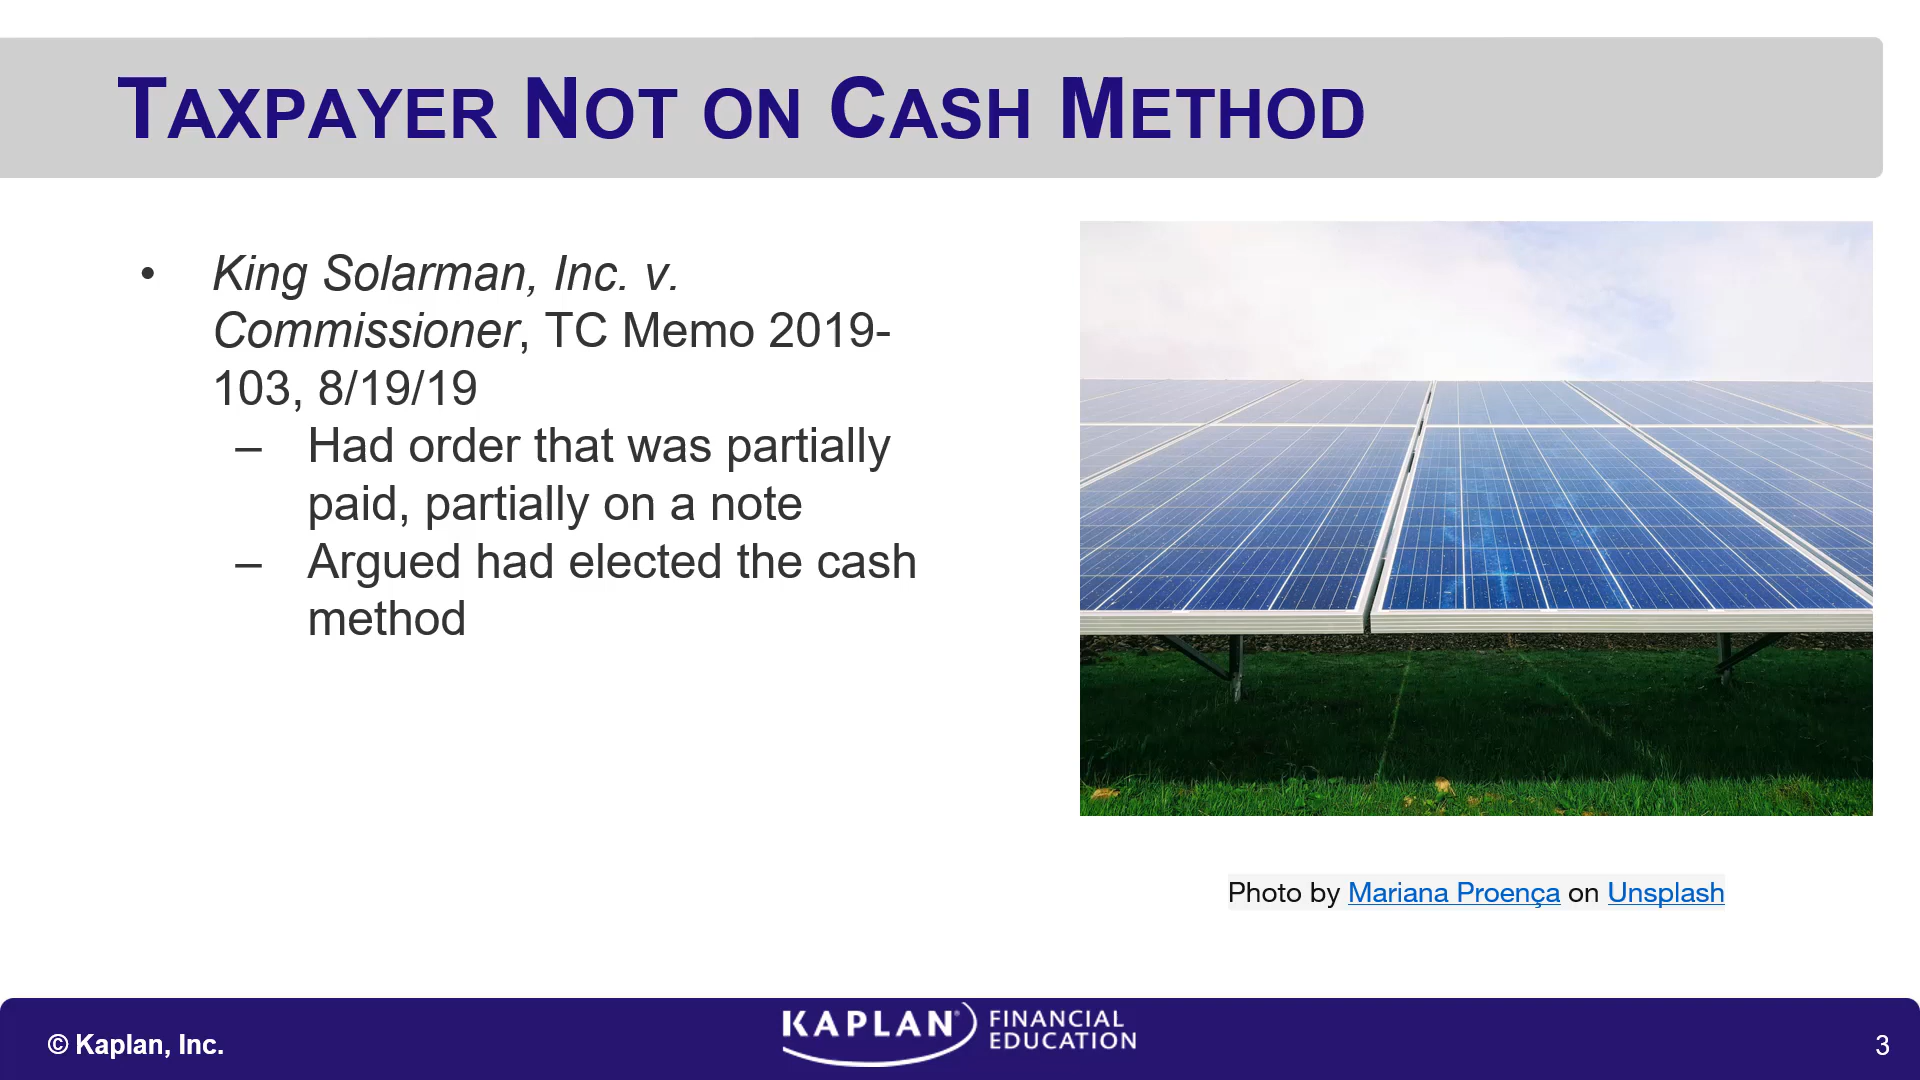 TAXPAYER NOT ON CASH METHOD
• King Solarman, Inc. v.
Commissioner, TC Memo 2019-
103, 8/19/19
– Had order that was partially
paid, partially on a note
– Argued had elected the cash
method
Photo by Mariana Proença on Unsplash
© Kaplan, Inc.
KAPLAN® FINANCIAL
EDUCATION
3